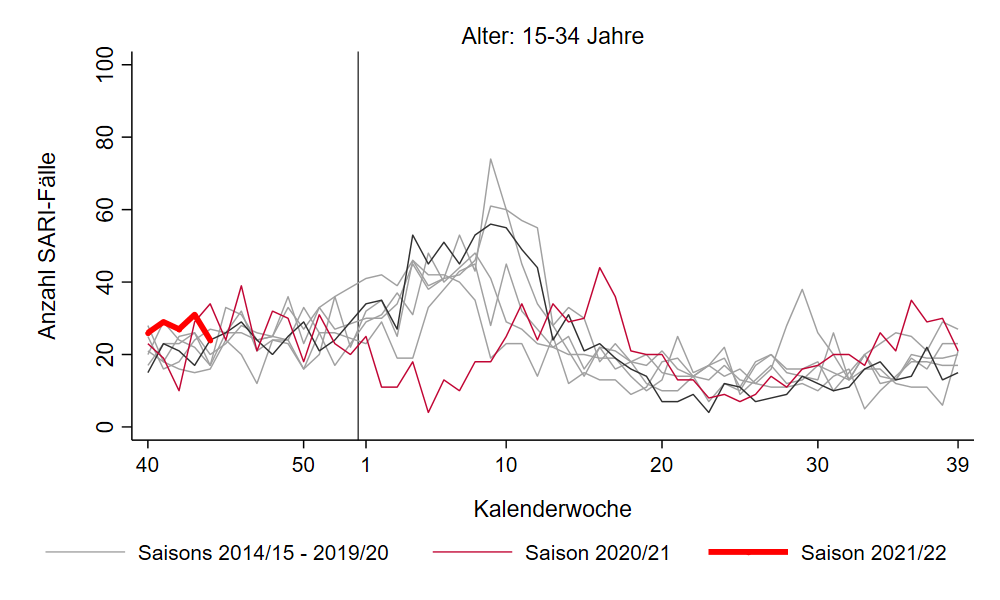 Alter: 15-34 Jahre
Anzahl SARI-Fälle
100
80
60
40
20
0
40 50 1 10 20 30 39
Kalenderwoche
Saisons 2014/15 - 2019/20 Saison 2020/21 Saison 2021/22